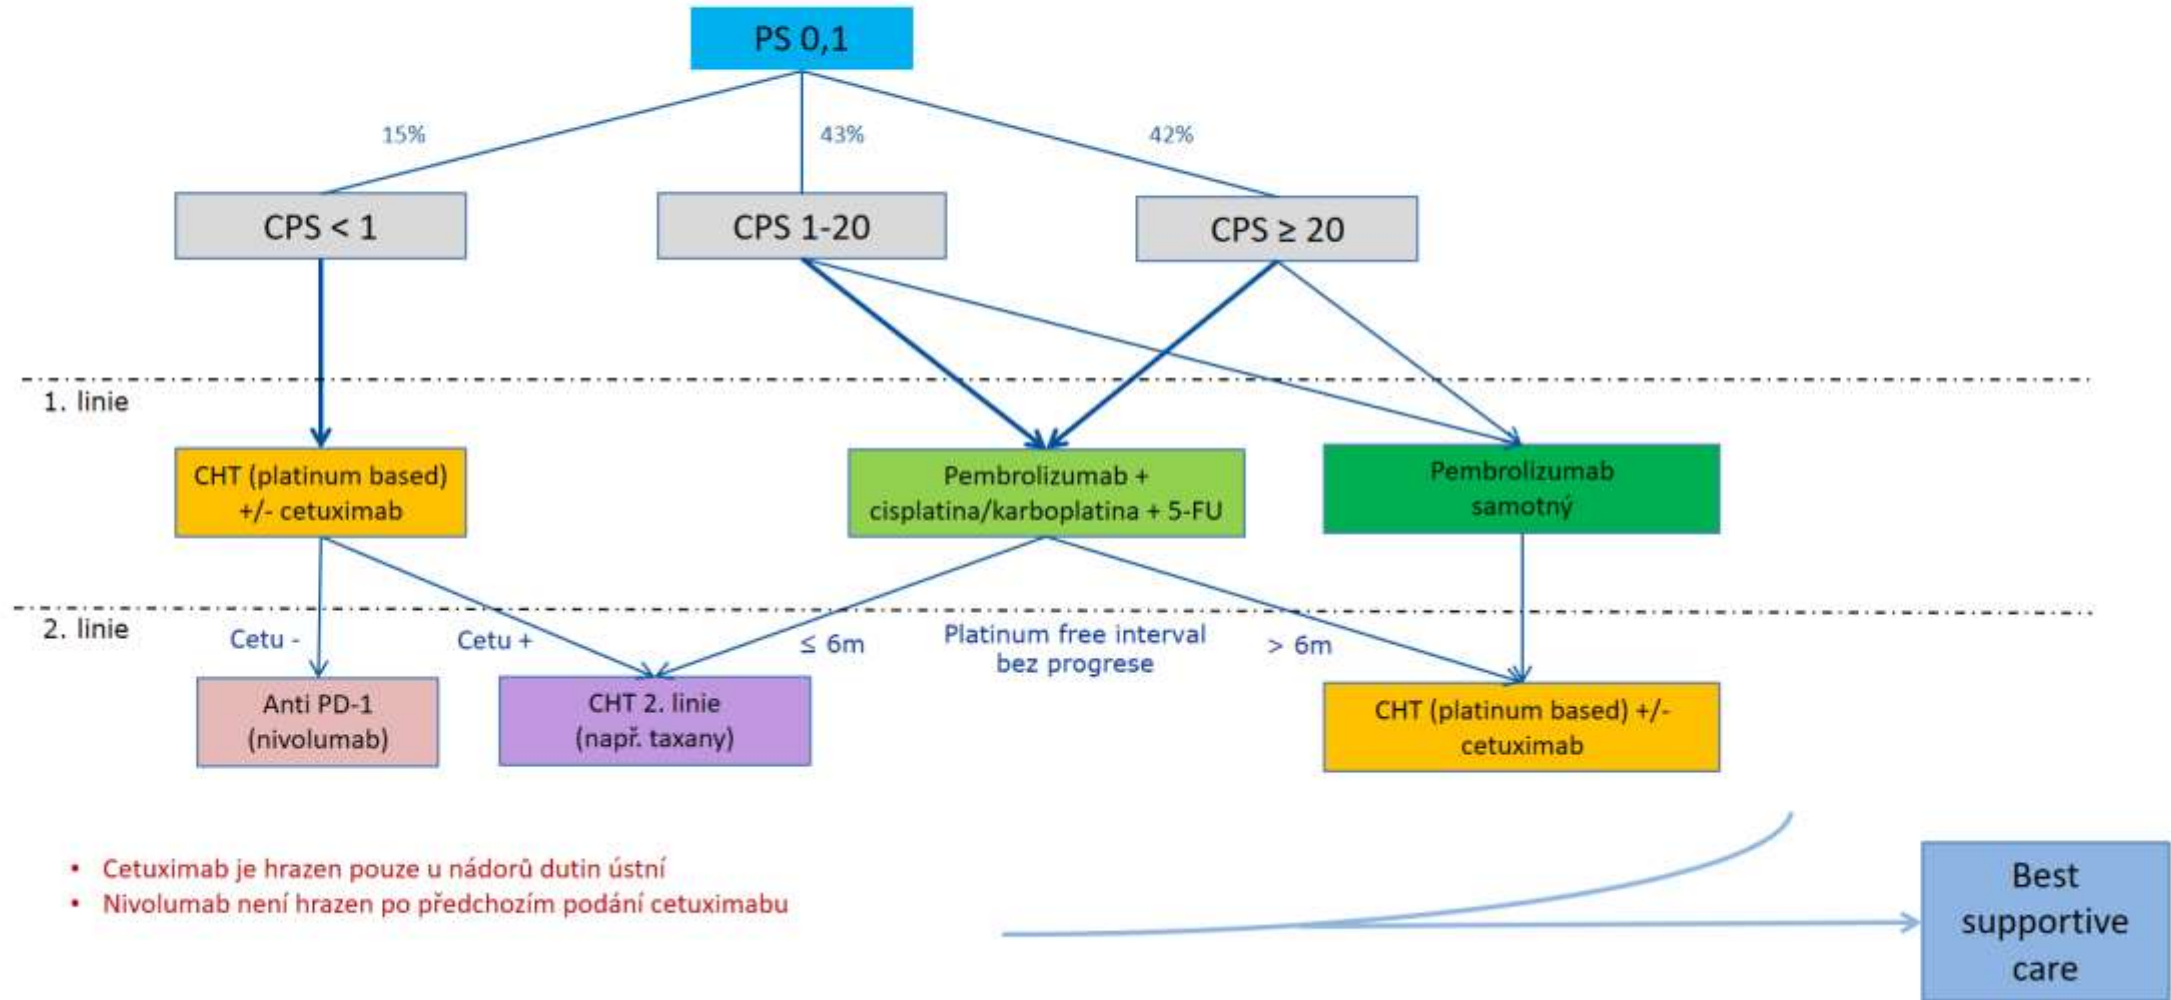 PS 0,1
15%
43%
42%
CPS < 1
CPS 1-20
CPS ≥ 20
1. linie
CHT (platinum based)
+/- cetuximab
Pembrolizumab +
cisplatina/karboplatina + 5-FU
Pembrolizumab
samotný
2. linie
Cetu -
Cetu +
≤ 6m
Platinum free interval
bez progrese
> 6m
Anti PD-1
(nivolumab)
CHT 2. linie
(např. taxany)
CHT (platinum based) +/-
cetuximab
• Cetuximab je hrazen pouze u nádorů dutin ústní
• Nivolumab není hrazen po předchozím podání cetuximabu
Best
supportive
care